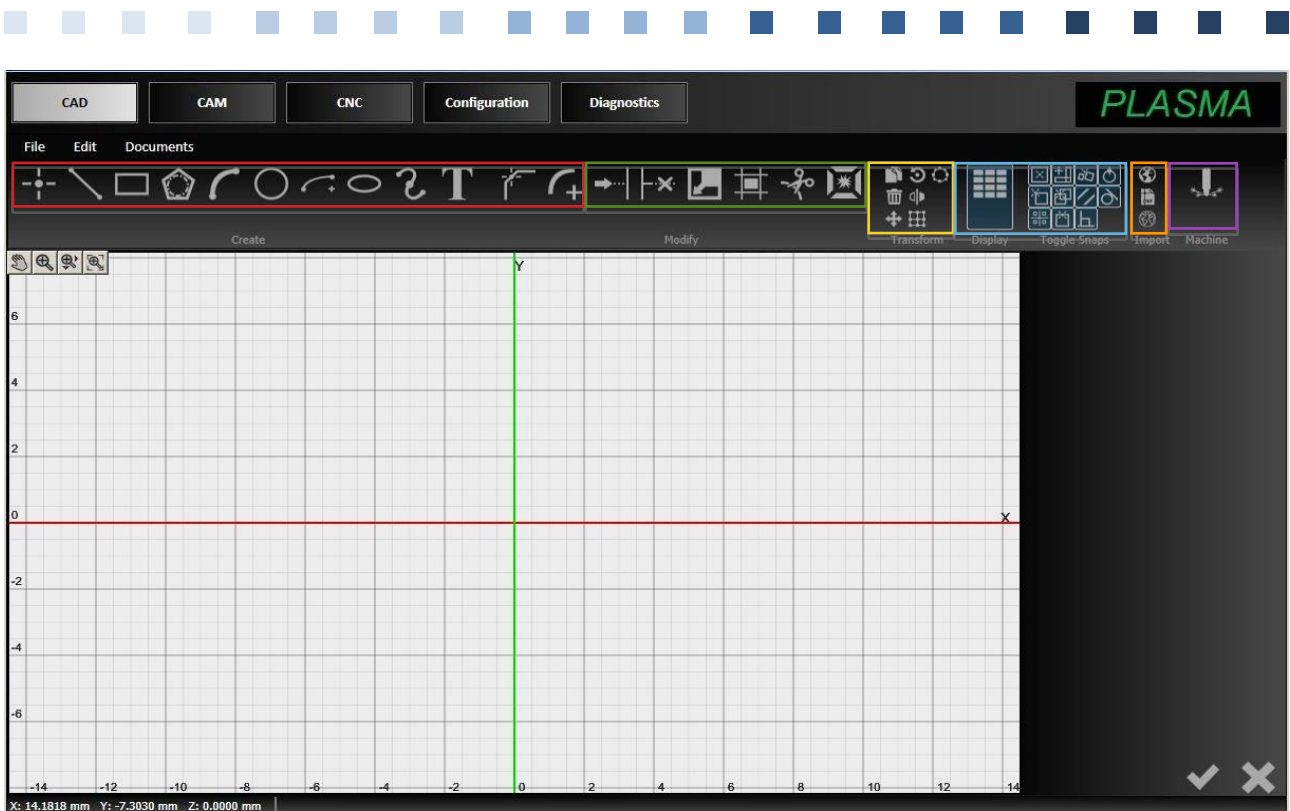 CAD CAM CNC Configuration Diagnostics PLASMA
File Edit Documents
Create Modify Transform Display Toggle Snaps Import Machine
Y
6
4
2
0 X
-2
-4
-6
-14 -12 -10 -8 -6 -4 -2 0 2 4 6 8 10 12 14
X: 14.1818 mm Y: -7.3030 mm Z: 0.0000 mm